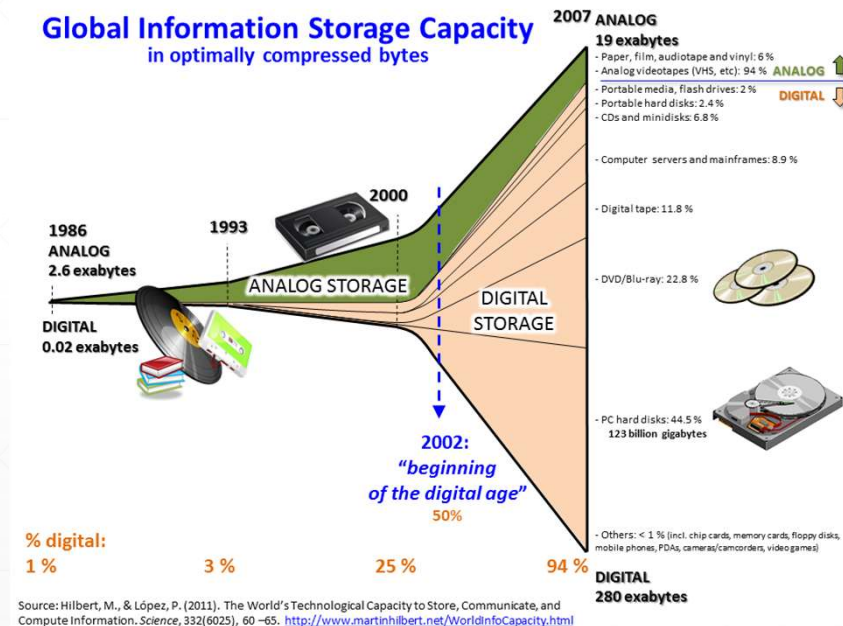 Global Information Storage Capacity
in optimally compressed bytes
2007 ANALOG
19 exabytes
- Paper, film, audiotape and vinyl: 6 %
- Analog videotapes (VHS, etc): 94 % ANALOG
- Portable media, flash drives: 2 %
DIGITAL
- Portable hard disks: 2.4 %
- CDs and minidisks: 6.8 %
- Computer servers and mainframes: 8.9 %
- Digital tape: 11.8 %
- DVD/Blu-ray: 22.8 %
- PC hard disks: 44.5 %
123 billion gigabytes
- Others: < 1 % (incl. chip cards, memory cards, floppy disks,
mobile phones, PDAs, cameras/camcorders, video games)
DIGITAL
280 exabytes
1986
ANALOG
2.6 exabytes
DIGITAL
0.02 exabytes
1993
2000
ANALOG STORAGE
DIGITAL
STORAGE
2002:
"beginning
of the digital age"
50%
% digital:
1 %
3 %
25 %
94 %
Source: Hilbert, M., & López, P. (2011). The World's Technological Capacity to Store, Communicate, and
Compute Information. Science, 332(6025), 60 –65. http://www.martinhilbert.net/WorldInfoCapacity.html